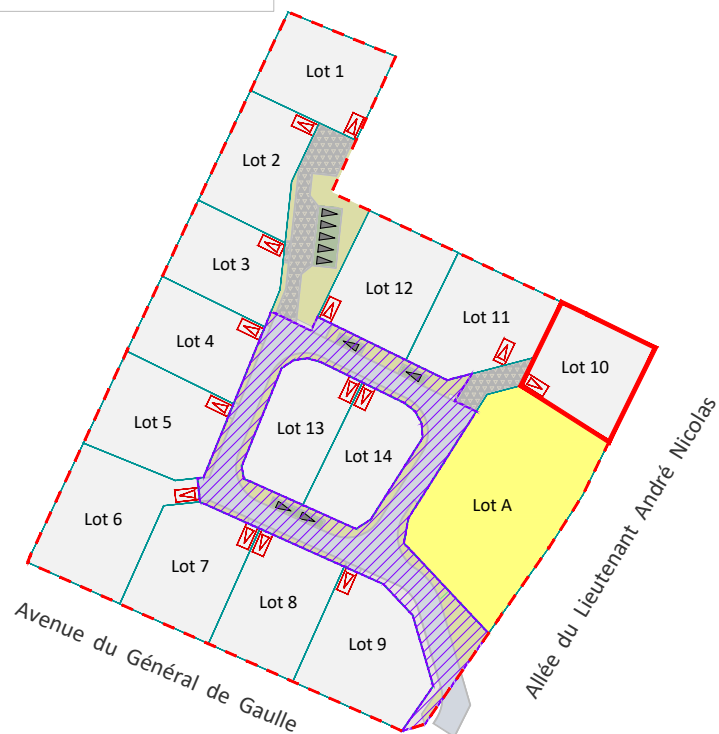 Lot 1
Lot 2
Lot 3
Lot 12
Lot 11
Lot 4
Lot 10
Lot 5
Lot 13
Lot 14
Lot A
Lot 6
Lot 7
Lot 8
Lot 9
Allée du Lieutenant André Nicolas
Avenue du Général de Gaulle